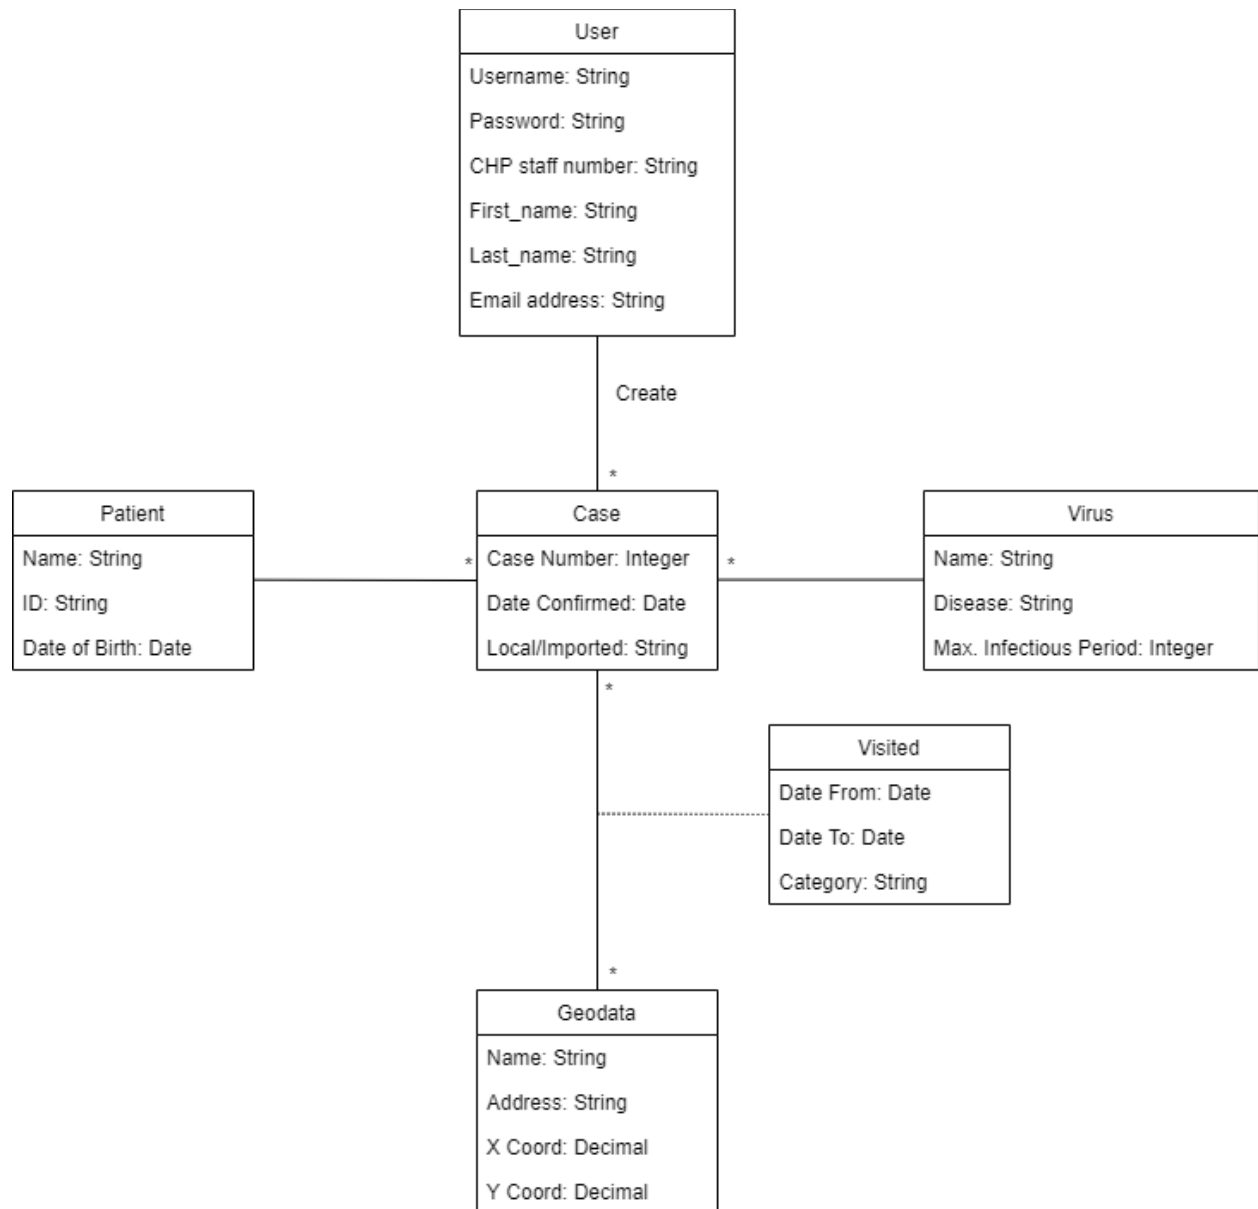 User
Username: String
Password: String
CHP staff number: String
First_name: String
Last_name: String
Email address: String
Create
*
Patient
Name: String
ID: String
Date of Birth: Date
*
Case
Case Number: Integer
Date Confirmed: Date
Local/Imported: String
*
Virus
Name: String
Disease: String
Max. Infectious Period: Integer
*
Visited
Date From: Date
Date To: Date
Category: String
*
Geodata
Name: String
Address: String
X Coord: Decimal
Y Coord: Decimal